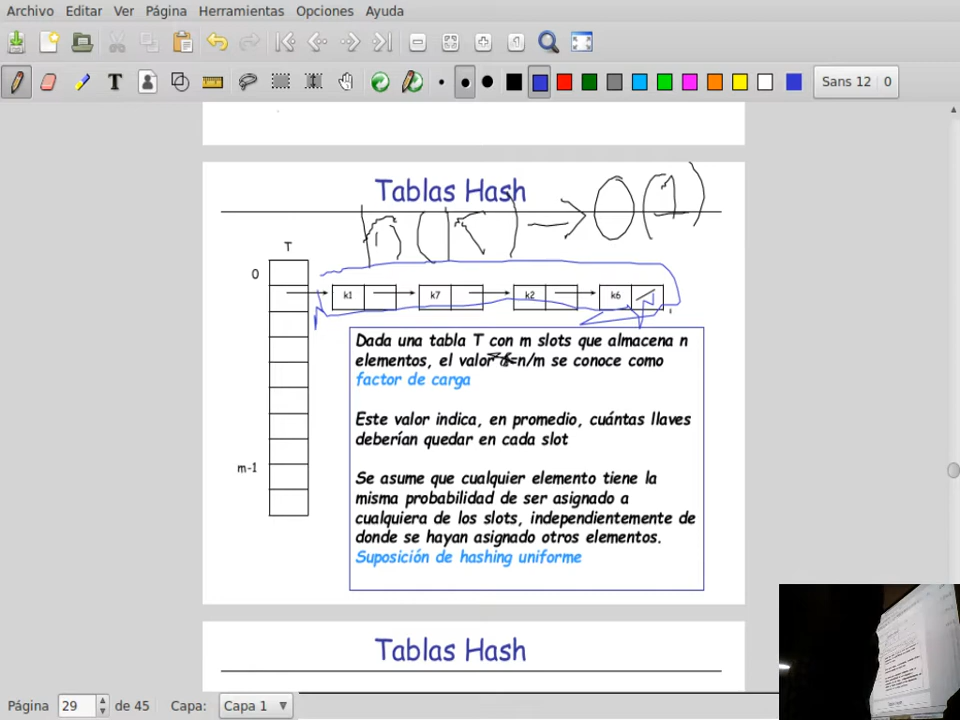 Archivo Editar Ver Página Herramientas Opciones Ayuda
Sans 12 0
Tablas Hash
h(k) → O(1)
T
0
k1 k7 k2 k6
Dada una tabla T con m slots que almacena n
elementos, el valor =n/m se conoce como
factor de carga
Este valor indica, en promedio, cuántas llaves
deberían quedar en cada slot
m-1
Se asume que cualquier elemento tiene la
misma probabilidad de ser asignado a
cualquiera de los slots, independientemente de
donde se hayan asignado otros elementos.
Suposición de hashing uniforme
Tablas Hash
Página 29 de 45 Capa: Capa 1